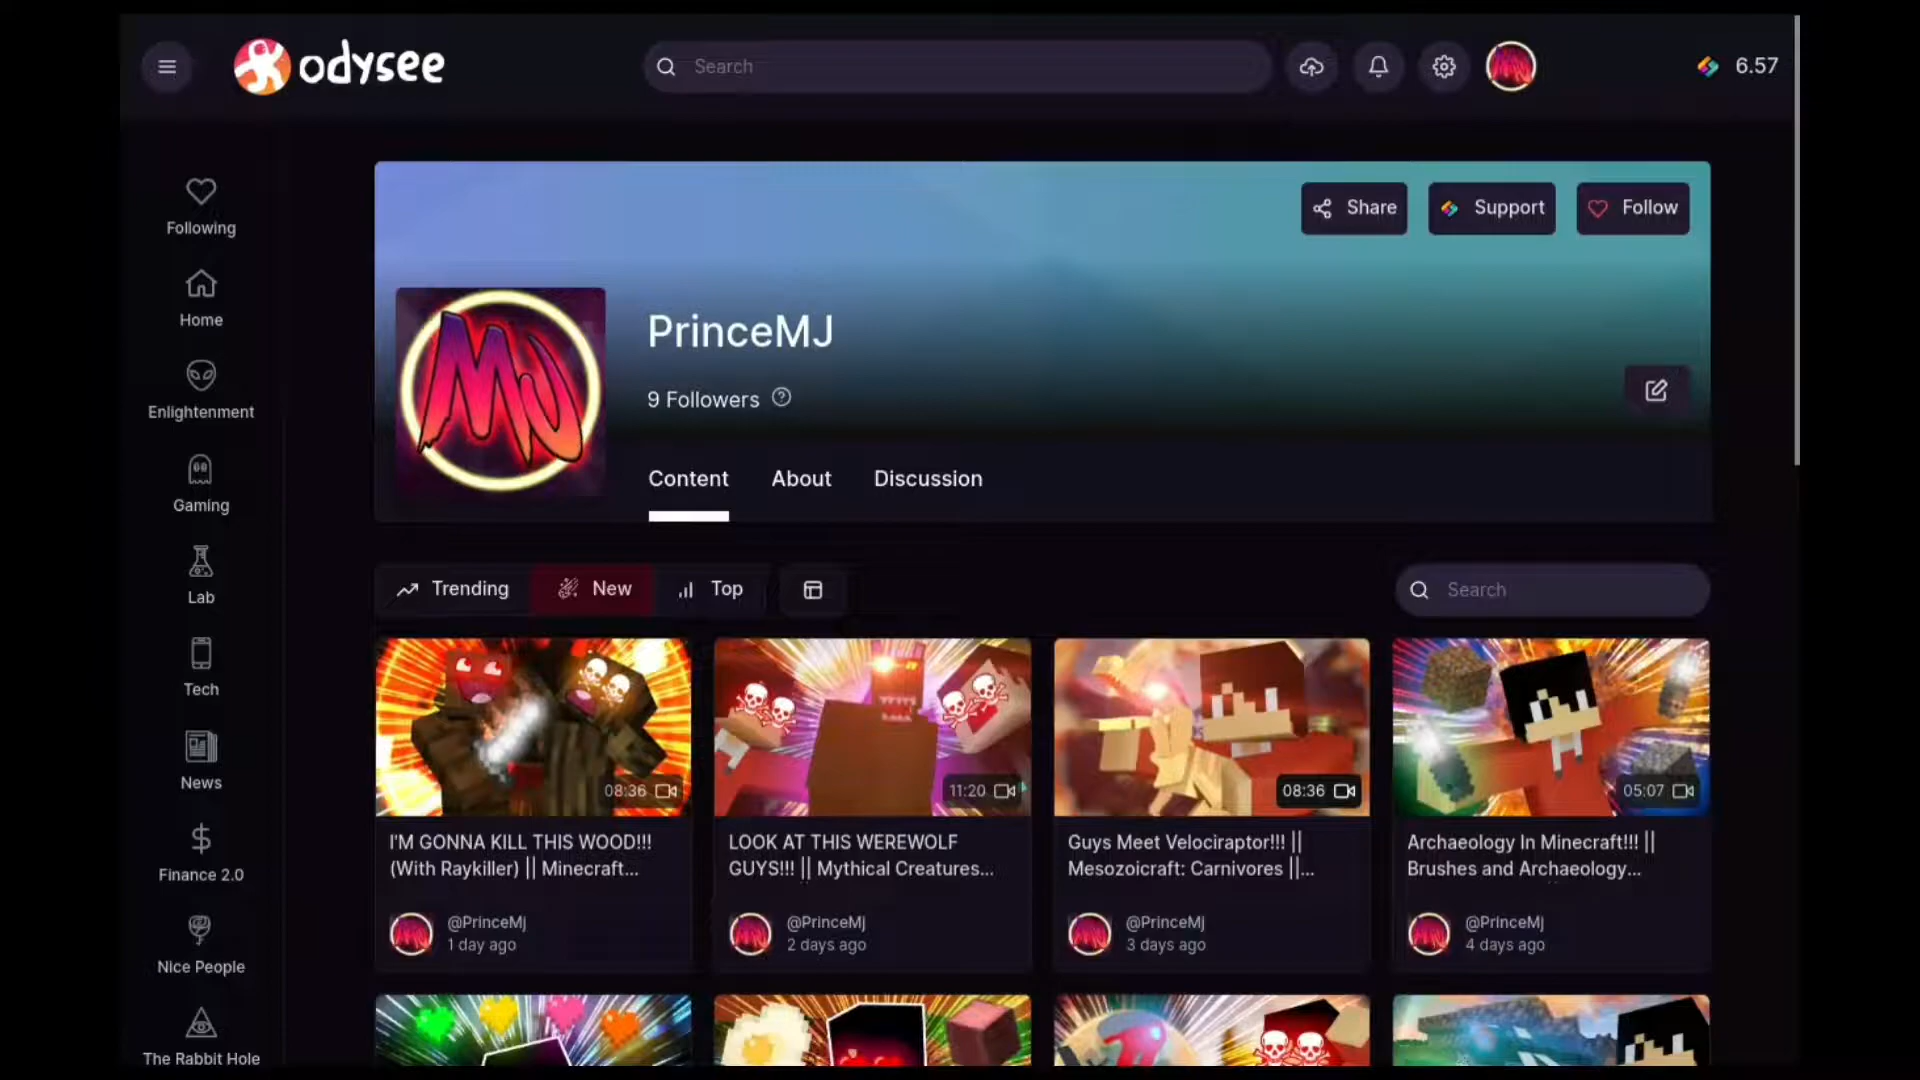 odysee
Search
6.57
Following
Home
Enlightenment
Gaming
Lab
Tech
News
Finance 2.0
Nice People
The Rabbit Hole
Share
Support
Follow
MJ
PrinceMJ
9 Followers
Content
About
Discussion
Trending
New
Top
Search
08:36
I'M GONNA KILL THIS WOOD!!!
(With Raykiller) || Minecraft...
@PrinceMj
1 day ago
11:20
LOOK AT THIS WEREWOLF
GUYS!!! || Mythical Creatures...
@PrinceMj
2 days ago
08:36
Guys Meet Velociraptor!!! ||
Mesozoicraft: Carnivores ||...
@PrinceMj
3 days ago
05:07
Archaeology In Minecraft!!! ||
Brushes and Archaeology...
@PrinceMj
4 days ago